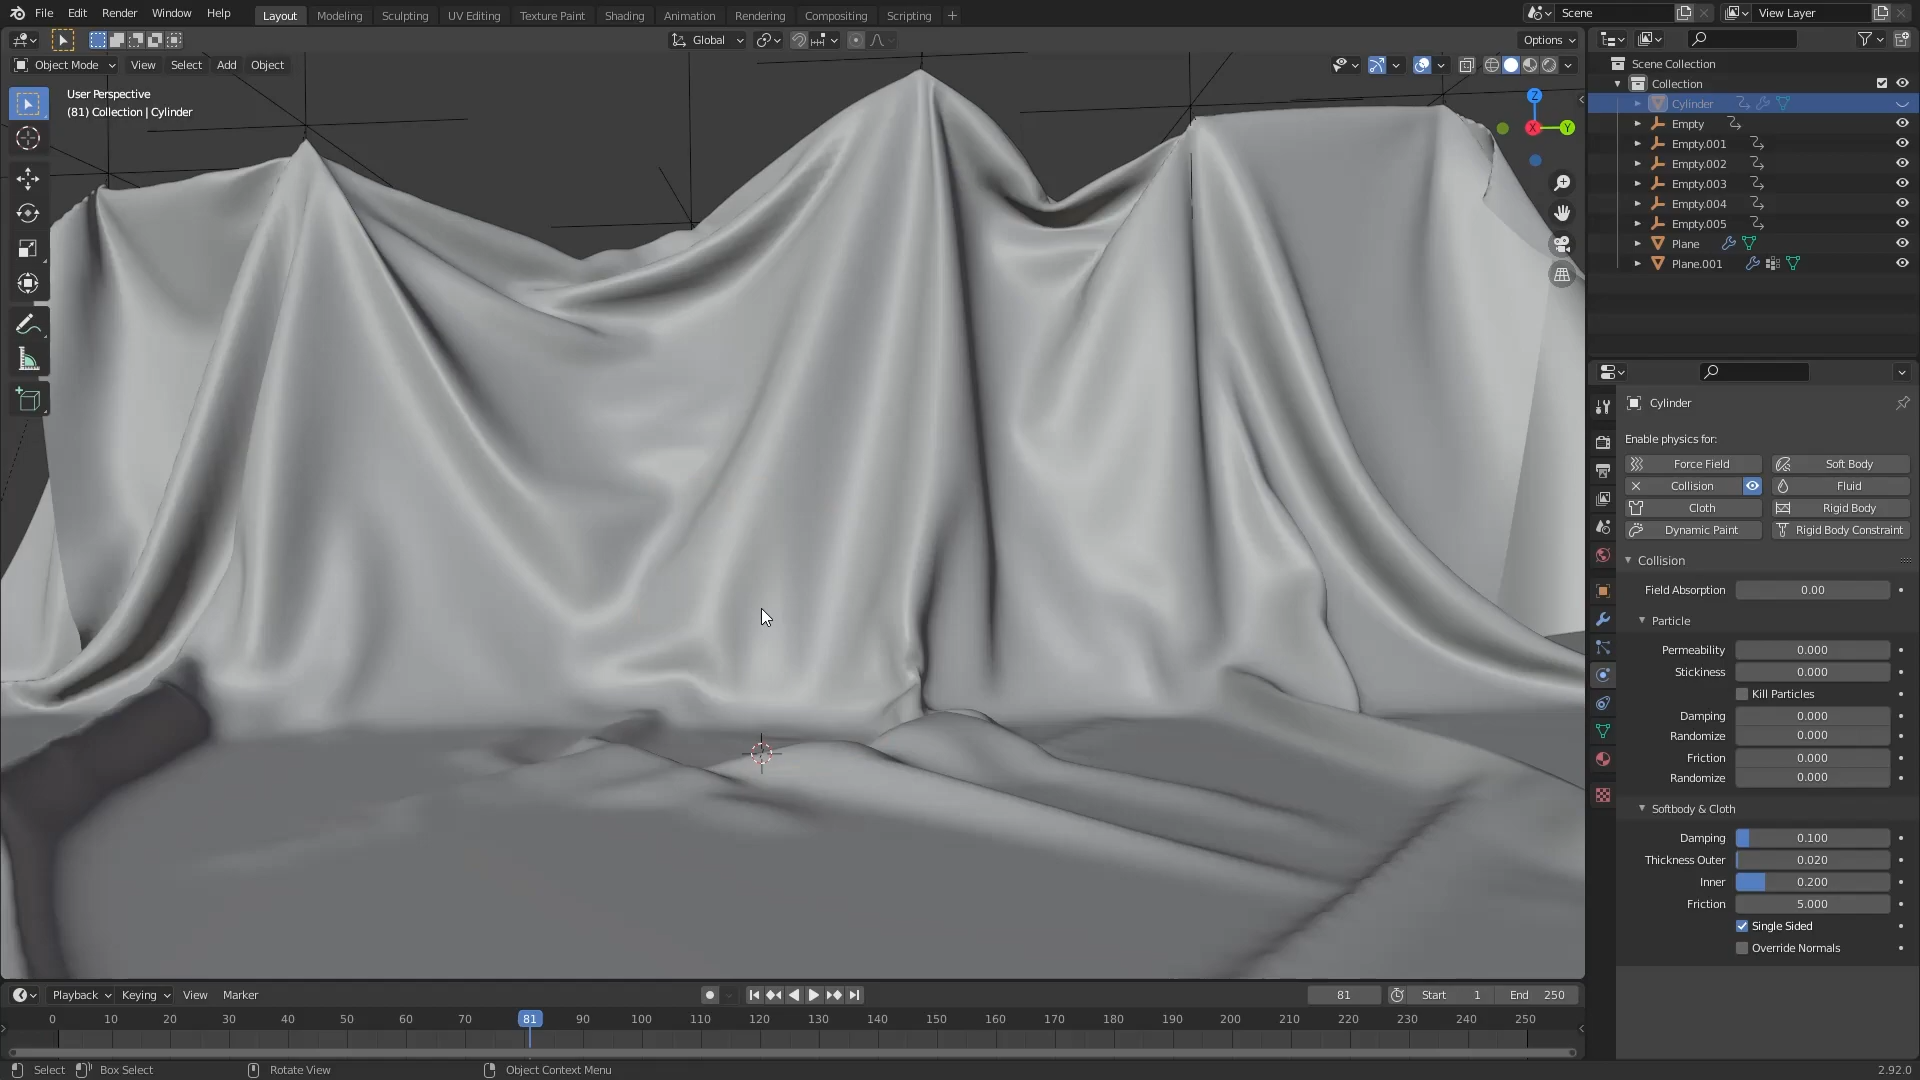 File Edit Render Window Help Layout Modeling Sculpting UV Editing Texture Paint Shading Animation Rendering Compositing Scripting + Scene View Layer
Global Options
Object Mode View Select Add Object
User Perspective
(81) Collection | Cylinder
Z
X
Y
Scene Collection
Collection
Cylinder
Empty
Empty.001
Empty.002
Empty.003
Empty.004
Empty.005
Plane
Plane.001
Cylinder
Enable physics for:
Force Field Soft Body
Collision Fluid
Cloth Rigid Body
Dynamic Paint Rigid Body Constraint
Collision
Field Absorption 0.00
Particle
Permeability 0.000
Stickiness 0.000
Kill Particles
Damping 0.000
Randomize 0.000
Friction 0.000
Randomize 0.000
Softbody & Cloth
Damping 0.100
Thickness Outer 0.020
Inner 0.200
Friction 5.000
Single Sided
Override Normals
Playback Keying View Marker 81 Start 1 End 250
0 10 20 30 40 50 60 70 81 90 100 110 120 130 140 150 160 170 180 190 200 210 220 230 240 250
Select Box Select Rotate View Object Context Menu 2.92.0